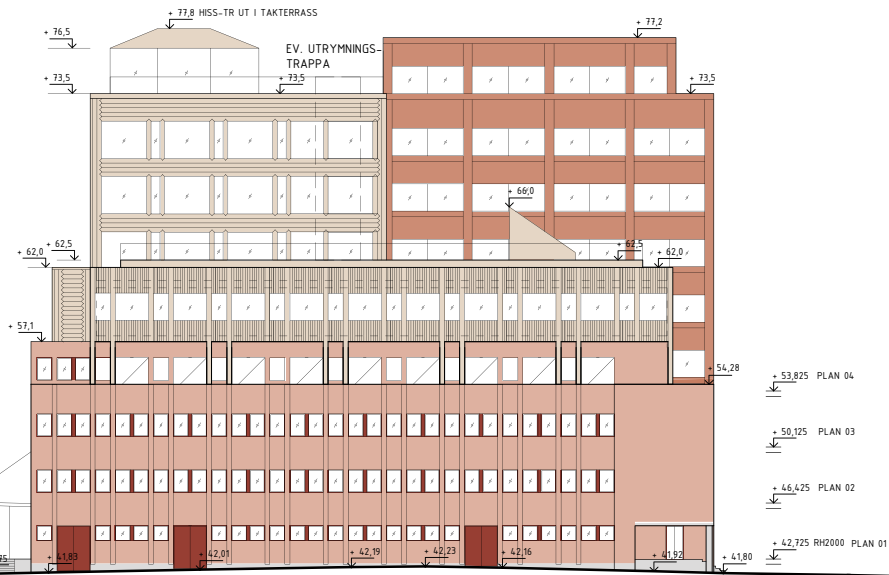 + 77,8 HISS-TR UT I TAKTERRASS
+ 77,2
+ 76,5
EV. UTRYMNINGS-
TRAPPA
+ 73,5
+ 73,5
+ 73,5
+ 66,0
+ 62,5
+ 62,0
+ 62,5
+ 62,0
+ 57,1
+ 54,28
+ 53,825 PLAN 04
+ 50,125 PLAN 03
+ 46,425 PLAN 02
+ 42,725 RH2000 PLAN 01
75
+ 41,83
+ 42,01
+ 42,19
+ 42,23
+ 42,16
+ 41,92
+ 41,80